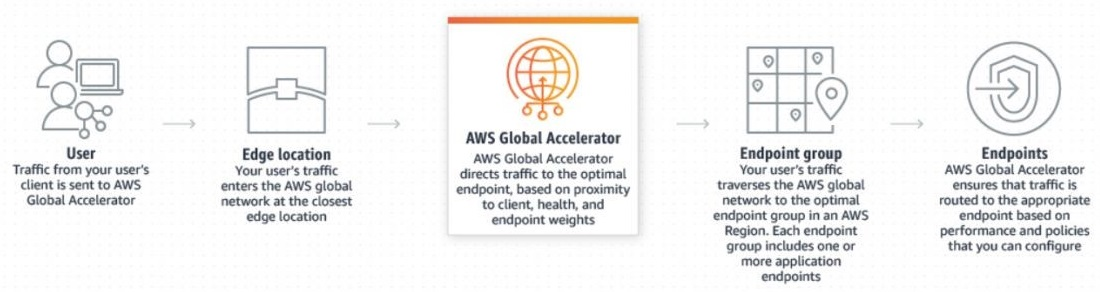 User
Traffic from your user's
client is sent to AWS
Global Accelerator
Edge location
Your user's traffic
enters the AWS global
network at the closest
edge location
AWS Global Accelerator
AWS Global Accelerator
directs traffic to the optimal
endpoint, based on proximity
to client, health, and
endpoint weights
Endpoint group
Your user's traffic
traverses the AWS global
network to the optimal
endpoint group in an AWS
Region. Each endpoint
group includes one or
more application
endpoints
Endpoints
AWS Global Accelerator
ensures that traffic is
routed to the appropriate
endpoint based on
performance and policies
that you can configure